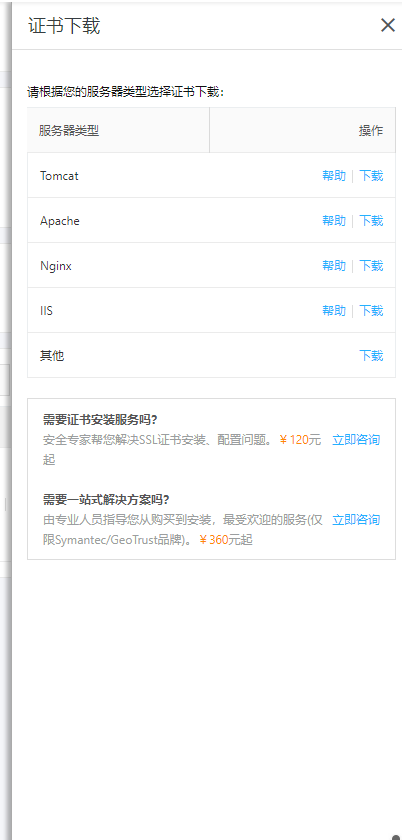 证书下载
请根据您的服务器类型选择证书下载：
服务器类型 操作
Tomcat 帮助 | 下载
Apache 帮助 | 下载
Nginx 帮助 | 下载
IIS 帮助 | 下载
其他 下载
需要证书安装服务吗?
安全专家帮您解决SSL证书安装、配置问题。￥120元 立即咨询
起
需要一站式解决方案吗?
由专业人员指导您从购买到安装，最受欢迎的服务(仅 立即咨询
限Symantec/GeoTrust品牌)。￥360元起